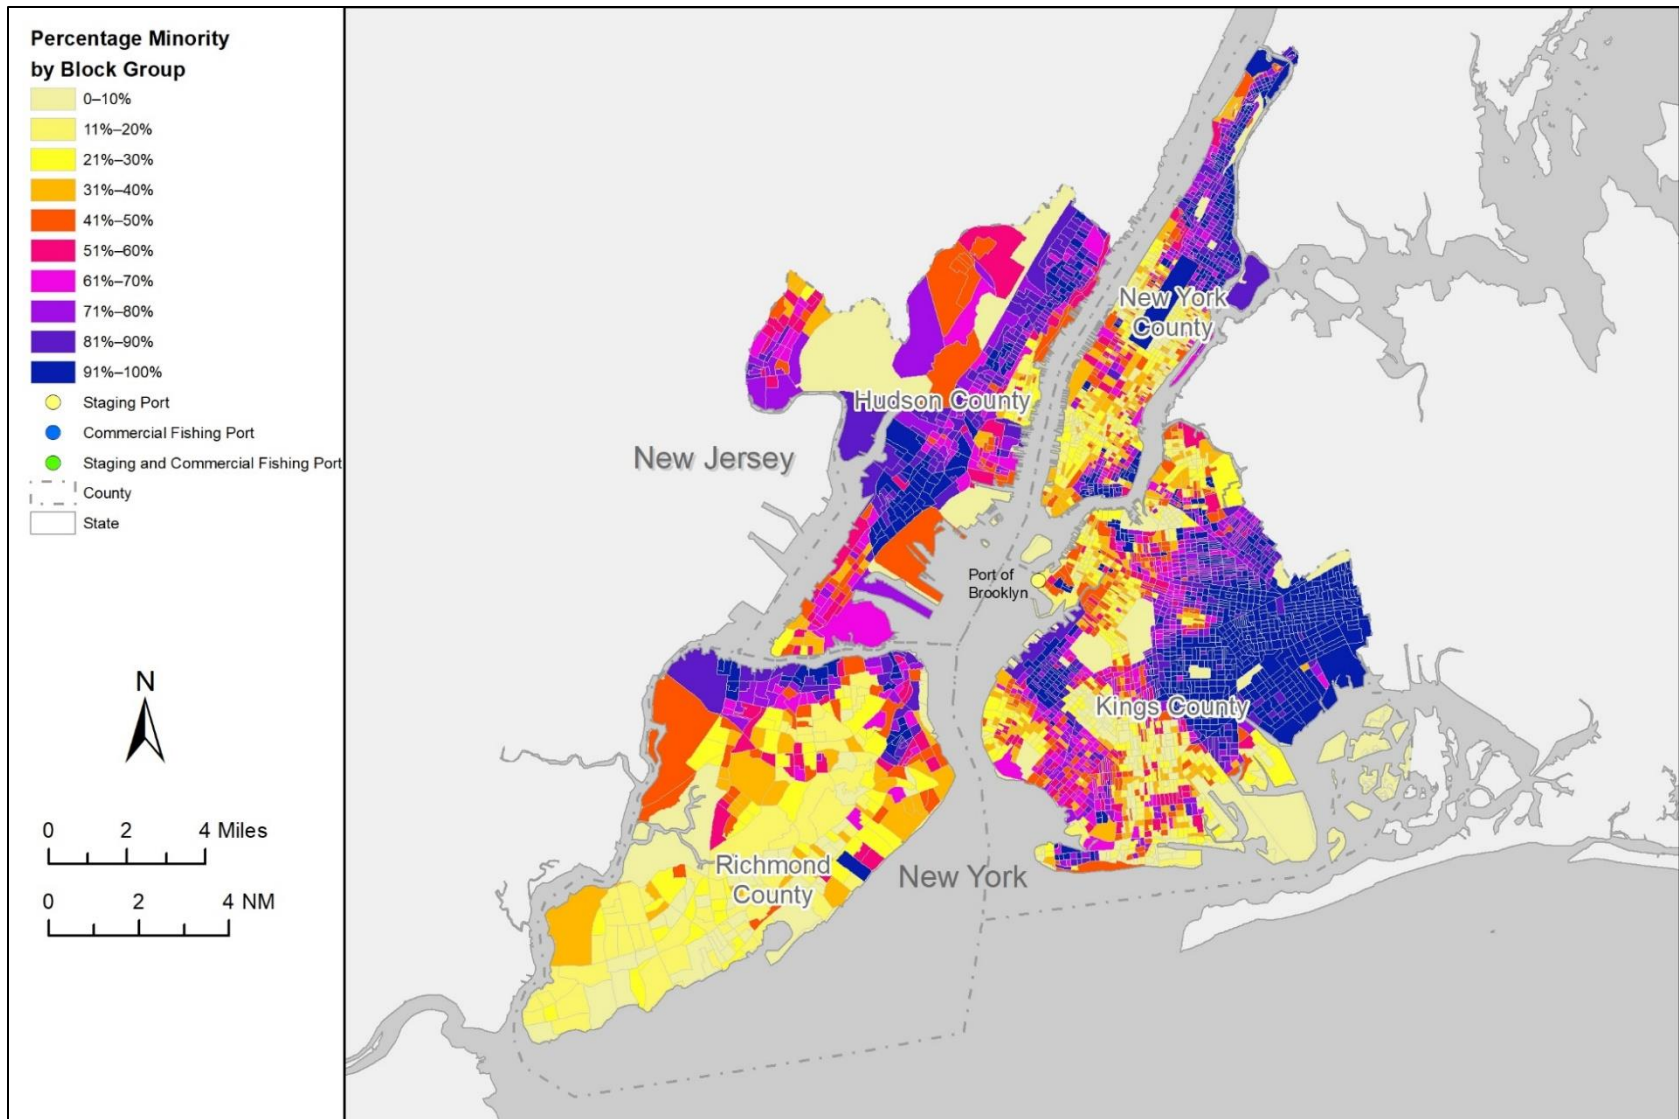 Percentage Minority
by Block Group
0–10%
11%–20%
21%–30%
31%–40%
41%–50%
51%–60%
61%–70%
71%–80%
81%–90%
91%–100%
Staging Port
Commercial Fishing Port
Staging and Commercial Fishing Port
County
State
N
0 2 4 Miles
0 2 4 NM
New York
County
Hudson County
New Jersey
Port of
Brooklyn
Kings County
Richmond
County
New York